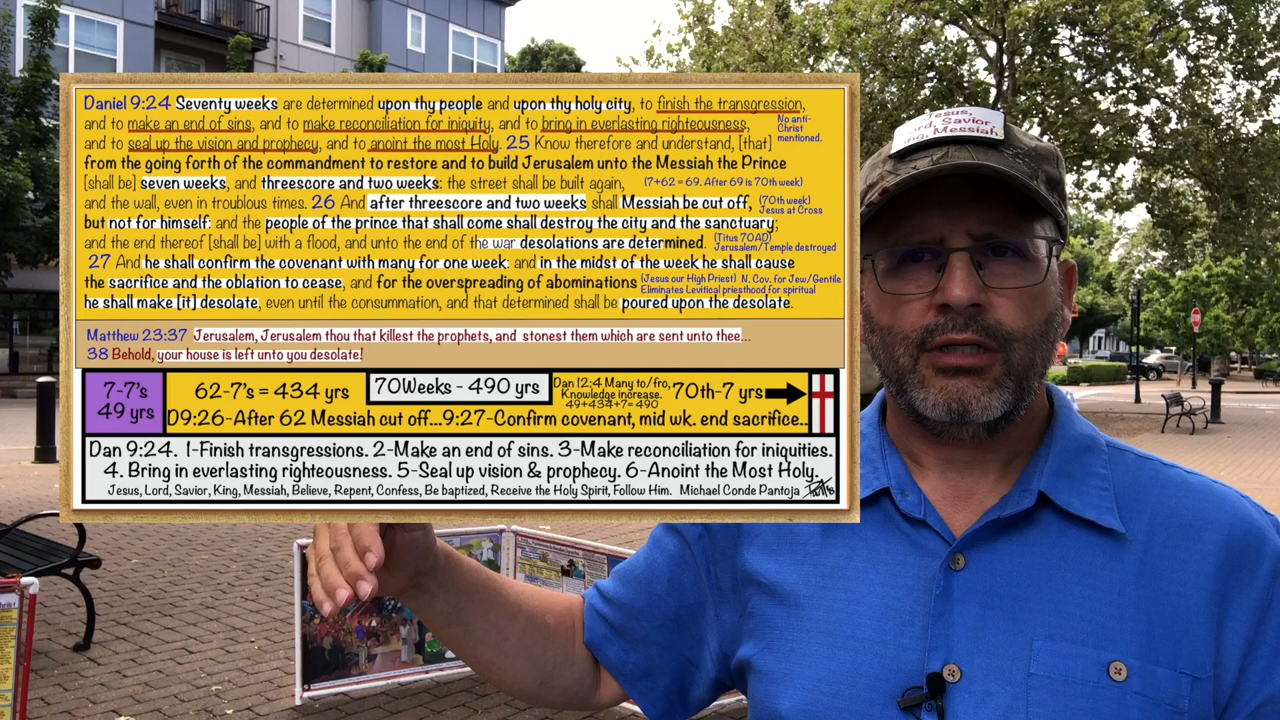 Daniel 9:24 Seventy weeks are determined upon thy people and upon thy holy city, to finish the transgression,
and to make an end of sins, and to make reconciliation for iniquity, and to bring in everlasting righteousness,
No anti-
Christ
mentioned.
and to seal up the vision and prophecy, and to anoint the most Holy. 25 Know therefore and understand, [that]
from the going forth of the commandment to restore and to build Jerusalem unto the Messiah the Prince
[shall be] seven weeks, and threescore and two weeks: the street shall be built again, (7+62=69. After 69 is 70th week)
and the wall, even in troublous times. 26 And after threescore and two weeks shall Messiah be cut off,
(70th week)
Jesus at Cross
but not for himself: and the people of the prince that shall come shall destroy the city and the sanctuary;
and the end thereof [shall be] with a flood, and unto the end of the war desolations are determined.
(Titus 70AD)
Jerusalem/Temple destroyed
27 And he shall confirm the covenant with many for one week: and in the midst of the week he shall cause
the sacrifice and the oblation to cease, and for the overspreading of abominations
(Jesus our High Priest) N. Cov. for Jew/Gentile
Eliminates Levitical priesthood for spiritual
he shall make [it] desolate, even until the consummation, and that determined shall be poured upon the desolate.
Matthew 23:37 Jerusalem, Jerusalem thou that killest the prophets, and stonest them which are sent unto thee...
38 Behold, your house is left unto you desolate!
7-7's
49 yrs
62-7's = 434 yrs
70Weeks - 490 yrs
Dan 12:4 Many to/fro,
Knowledge increase.
49+434+7=490
70th-7 yrs
D9:26-After 62 Messiah cut off...9:27-Confirm covenant, mid wk. end sacrifice..
Dan 9:24. 1-Finish transgressions. 2-Make an end of sins. 3-Make reconciliation for iniquities.
4. Bring in everlasting righteousness. 5-Seal up vision & prophecy. 6-Anoint the Most Holy.
Jesus, Lord, Savior, King, Messiah, Believe, Repent, Confess, Be baptized, Receive the Holy Spirit, Follow Him. Michael Conde Pantoja
Jesus,
Lord, Savior
King, Messiah